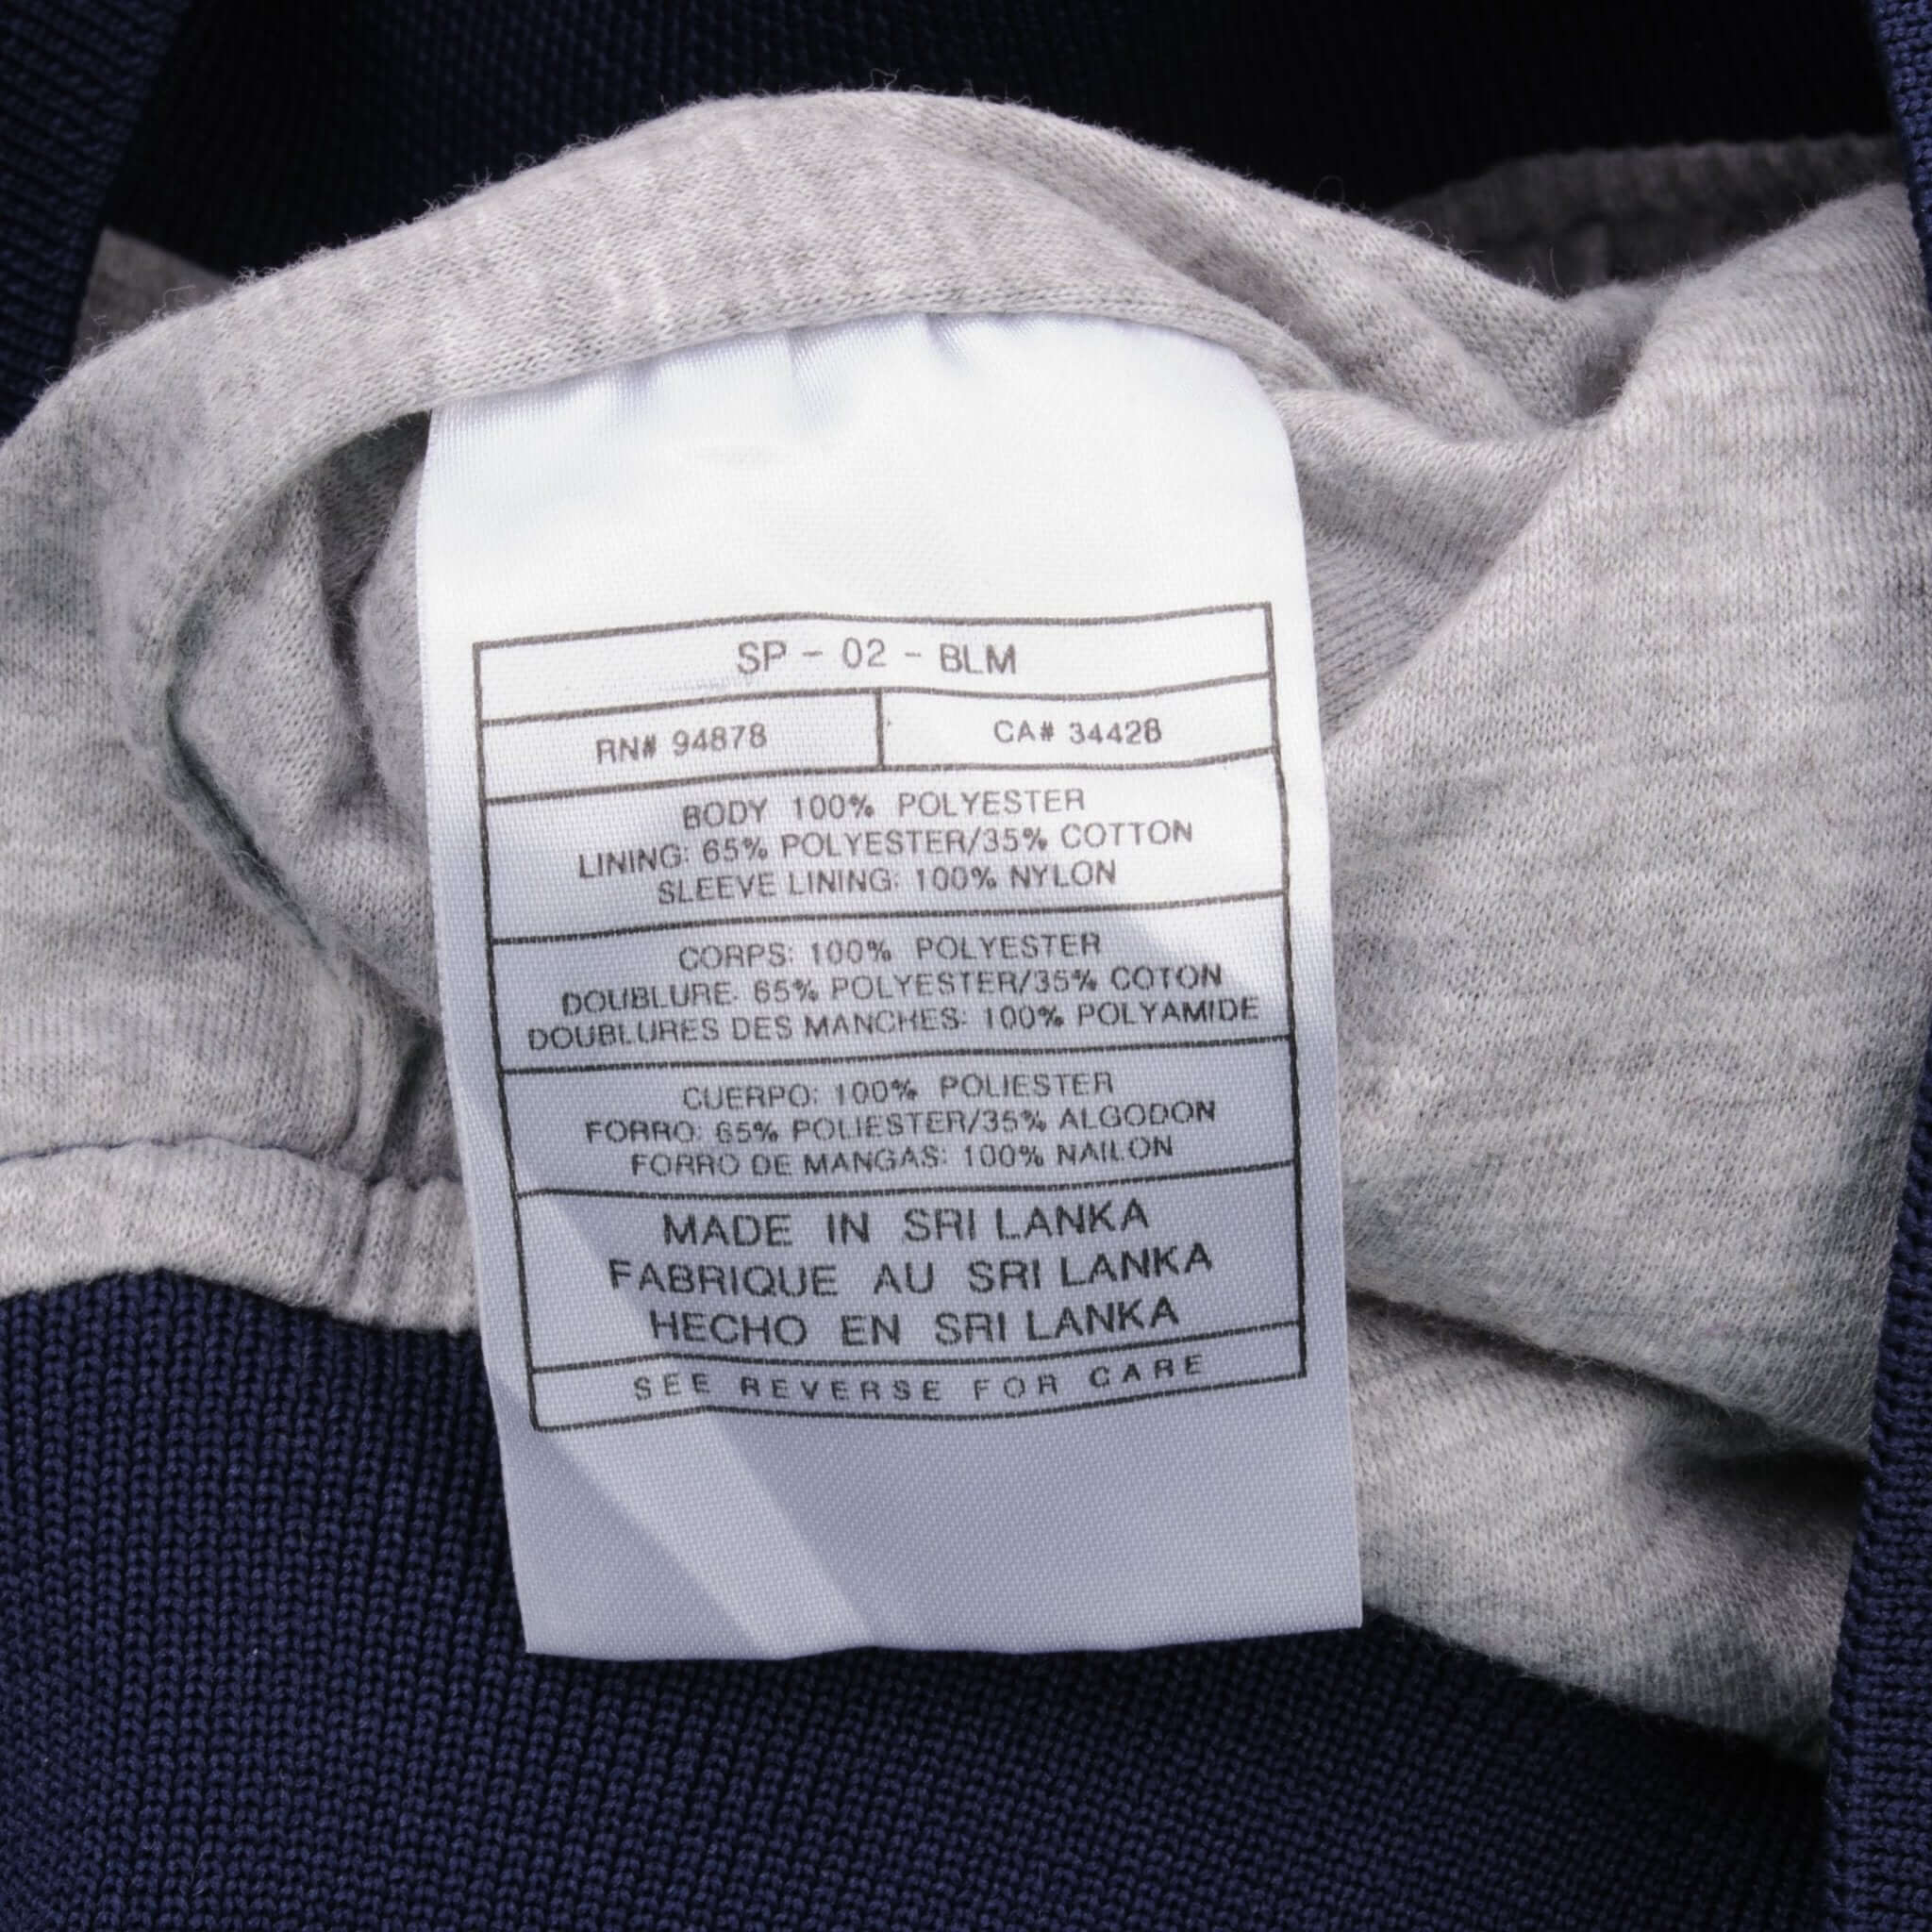 SP - 02 - BLM
RN# 94878 CA# 34428
BODY 100% POLYESTER
LINING: 65% POLYESTER/35% COTTON
SLEEVE LINING: 100% NYLON
CORPS: 100% POLYESTER
DOUBLURE: 65% POLYESTER/35% COTON
DOUBLURES DES MANCHES: 100% POLYAMIDE
CUERPO: 100% POLIESTER
FORRO: 65% POLIESTER/35% ALGODON
FORRO DE MANGAS: 100% NAILON
MADE IN SRI LANKA
FABRIQUE AU SRI LANKA
HECHO EN SRI LANKA
SEE REVERSE FOR CARE